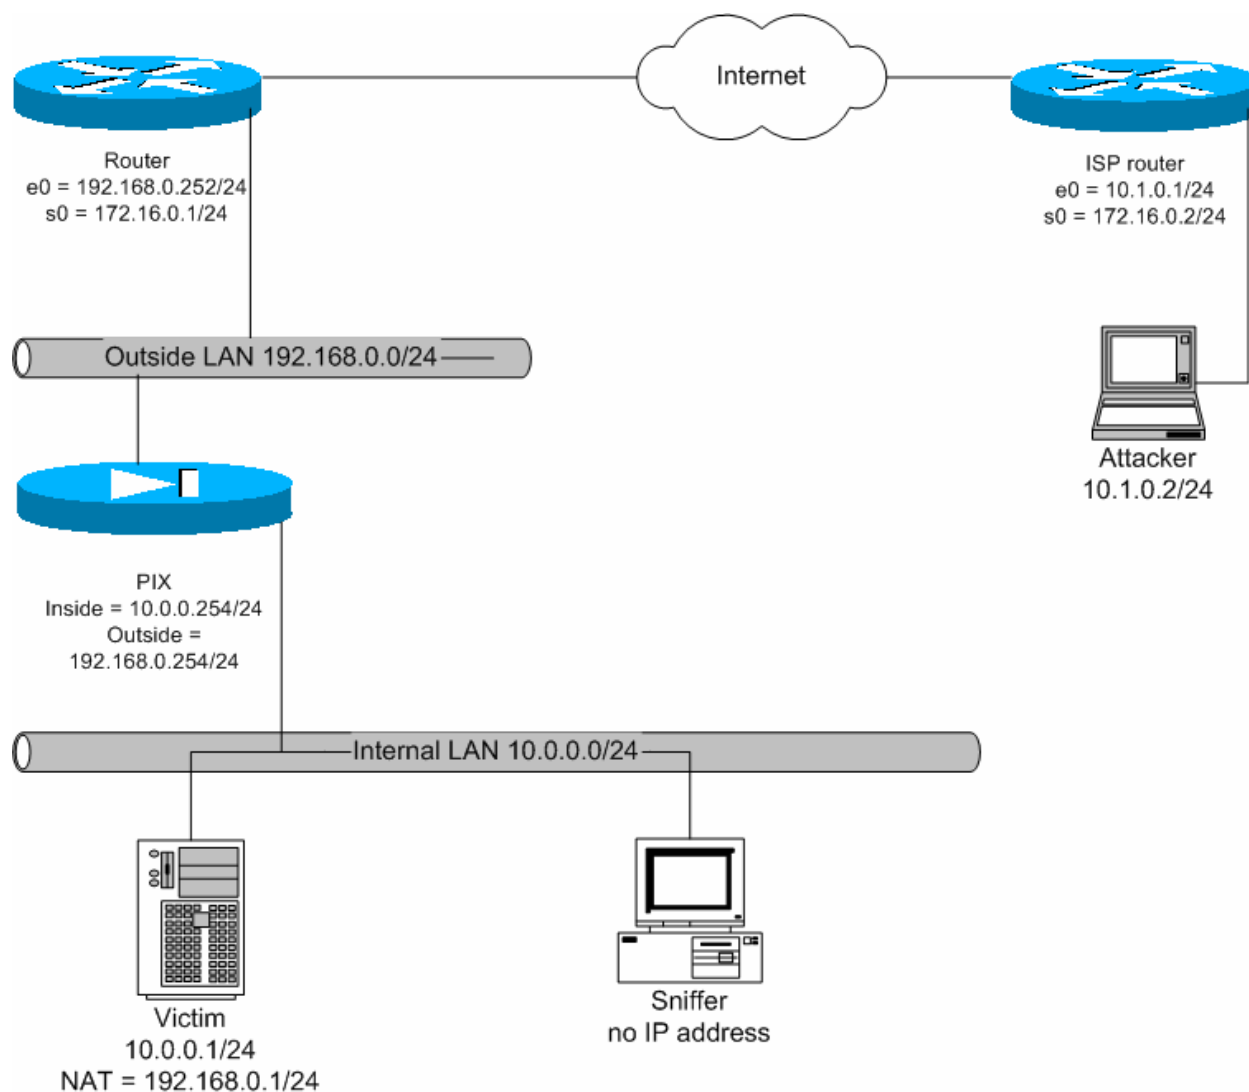 Internet
Router
e0 = 192.168.0.252/24
s0 = 172.16.0.1/24
ISP router
e0 = 10.1.0.1/24
s0 = 172.16.0.2/24
Outside LAN 192.168.0.0/24
Attacker
10.1.0.2/24
PIX
Inside = 10.0.0.254/24
Outside =
192.168.0.254/24
Internal LAN 10.0.0.0/24
Victim
10.0.0.1/24
NAT = 192.168.0.1/24
Sniffer
no IP address